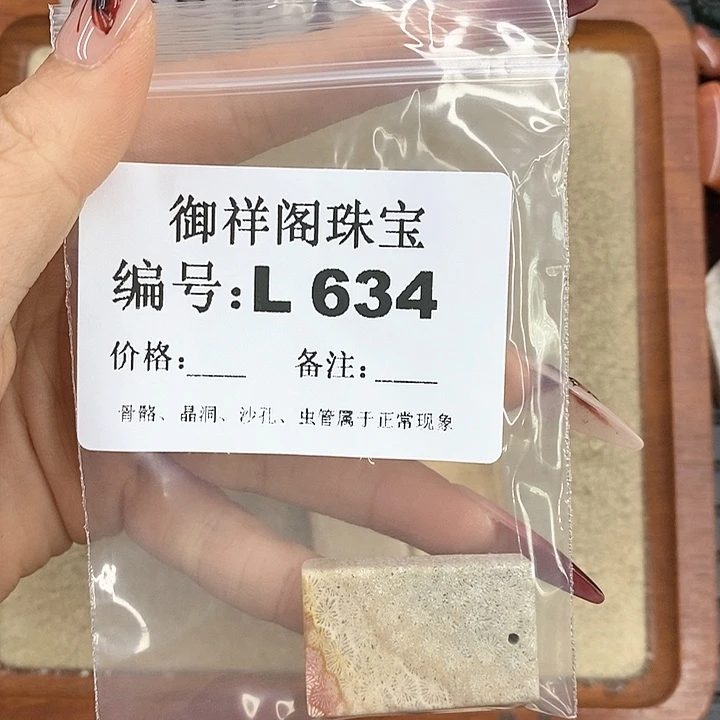 御祥阁珠宝
编号:L 634
价格:____ 备注:____
骨骼、晶洞、沙孔、虫管属于正常现象